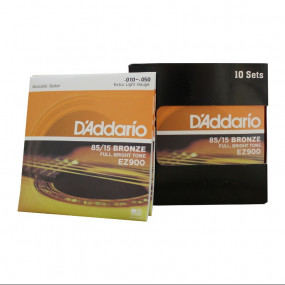 Acoustic Guitar
.010-.050
Extra Light Gauge
D'Addario
85/15 BRONZE
FULL, BRIGHT TONE
EZ900
10 Sets
D'Addario
85/15 BRONZE
FULL, BRIGHT TONE
EZ900